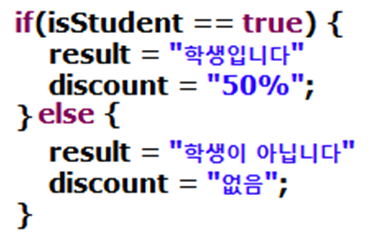 if(isStudent == true) {
result = "학생입니다"
discount = "50%";
} else {
result = "학생이 아닙니다"
discount = "없음";
}